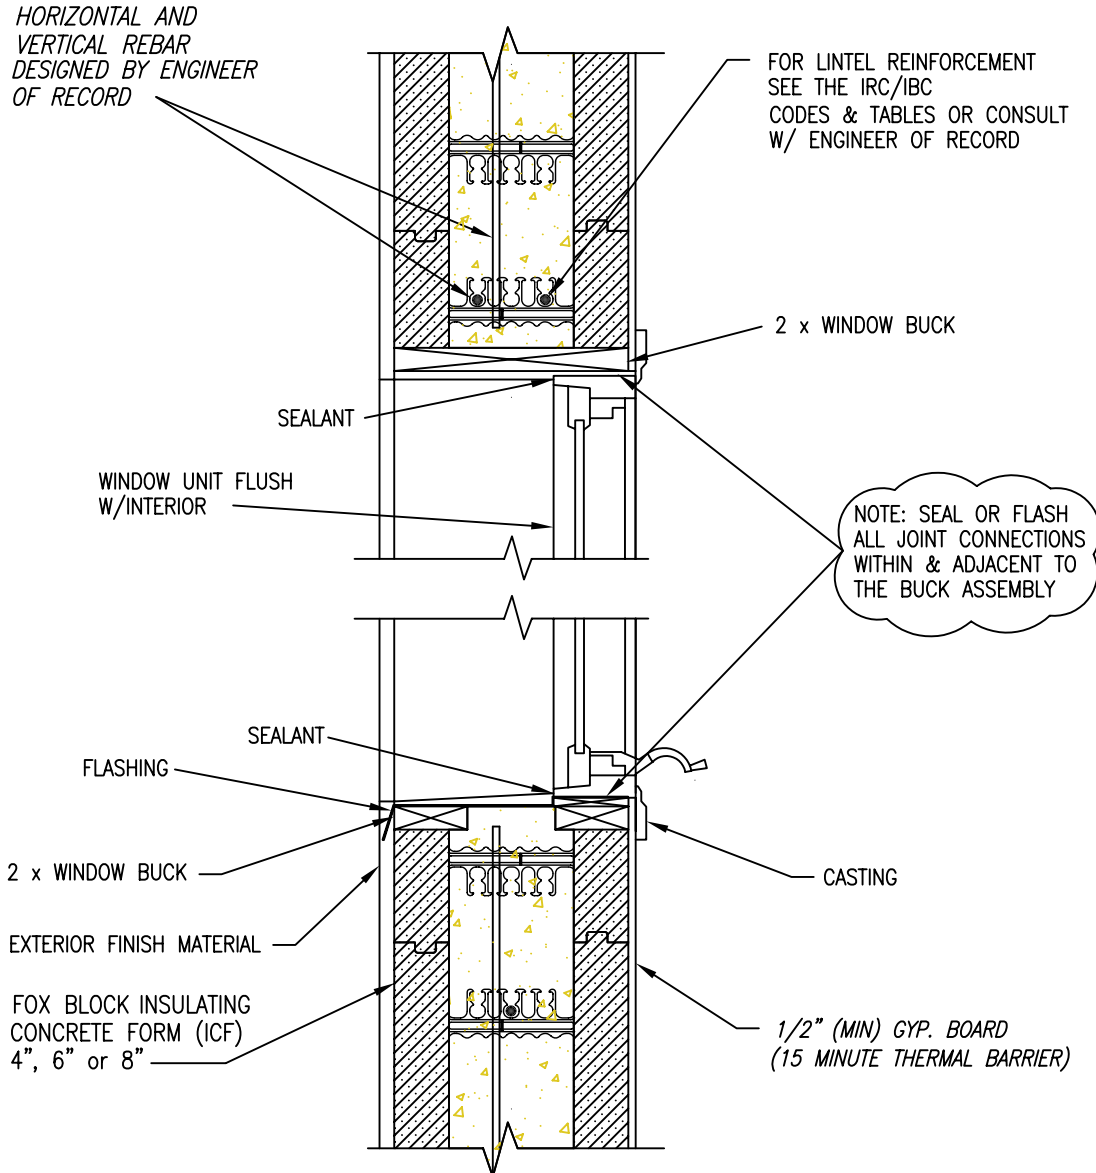 HORIZONTAL AND
VERTICAL REBAR
DESIGNED BY ENGINEER
OF RECORD
FOR LINTEL REINFORCEMENT
SEE THE IRC/IBC
CODES & TABLES OR CONSULT
W/ ENGINEER OF RECORD
2 x WINDOW BUCK
SEALANT
WINDOW UNIT FLUSH
W/INTERIOR
NOTE: SEAL OR FLASH
ALL JOINT CONNECTIONS
WITHIN & ADJACENT TO
THE BUCK ASSEMBLY
SEALANT
FLASHING
2 x WINDOW BUCK
CASTING
EXTERIOR FINISH MATERIAL
FOX BLOCK INSULATING
CONCRETE FORM (ICF)
4", 6" or 8"
1/2" (MIN) GYP. BOARD
(15 MINUTE THERMAL BARRIER)